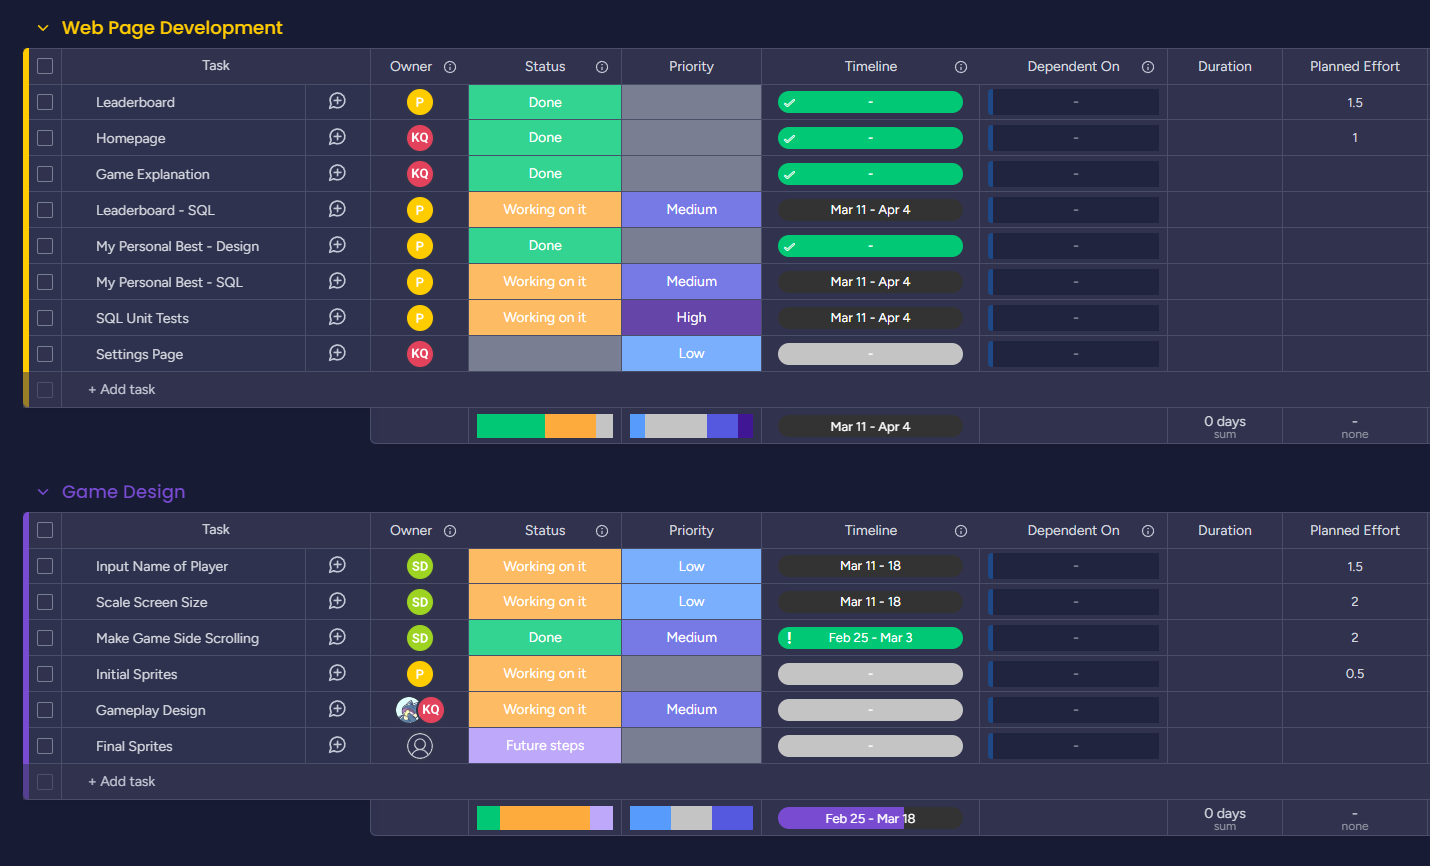 Web Page Development
Task Owner Status Priority Timeline Dependent On Duration Planned Effort
Leaderboard P Done - - 1.5
Homepage KQ Done - - 1
Game Explanation KQ Done - -
Leaderboard - SQL P Working on it Medium Mar 11 - Apr 4 -
My Personal Best - Design P Done - -
My Personal Best - SQL P Working on it Medium Mar 11 - Apr 4 -
SQL Unit Tests P Working on it High Mar 11 - Apr 4 -
Settings Page KQ Low - -
+ Add task
Mar 11 - Apr 4 0 days -
sum none
Game Design
Task Owner Status Priority Timeline Dependent On Duration Planned Effort
Input Name of Player SD Working on it Low Mar 11 - 18 - 1.5
Scale Screen Size SD Working on it Low Mar 11 - 18 - 2
Make Game Side Scrolling SD Done Medium ! Feb 25 - Mar 3 - 2
Initial Sprites P Working on it - - 0.5
Gameplay Design KQ Working on it Medium - -
Final Sprites Future steps - -
+ Add task
Feb 25 - Mar 18 0 days -
sum none